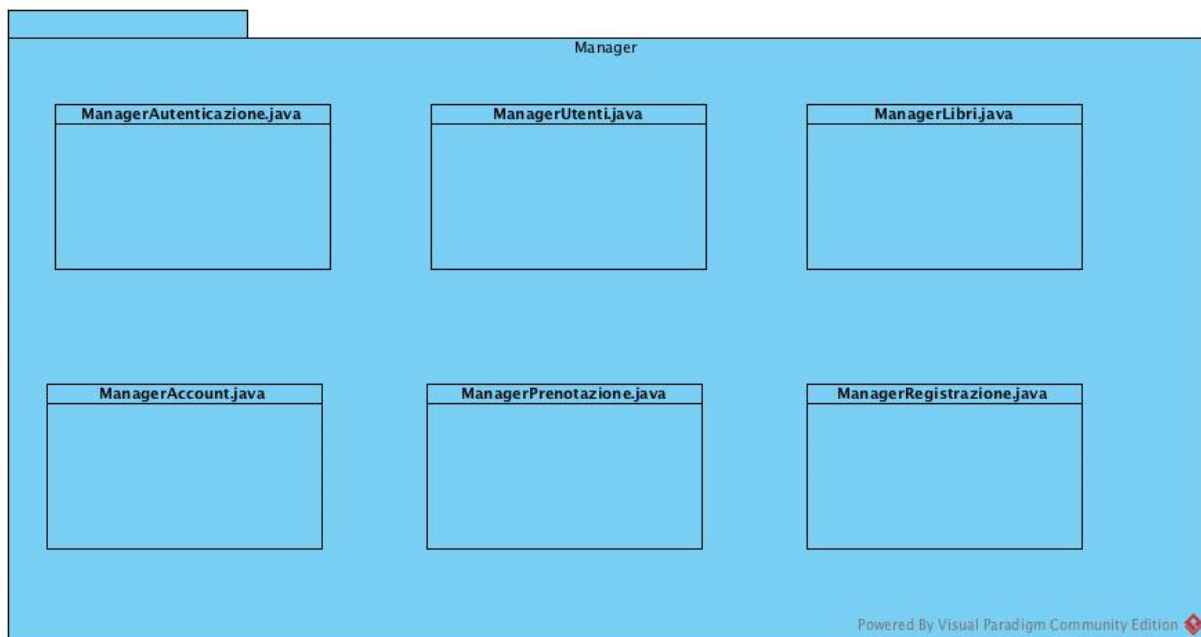 Manager
ManagerAutenticazione.java
ManagerUtenti.java
ManagerLibri.java
ManagerAccount.java
ManagerPrenotazione.java
ManagerRegistrazione.java
Powered By Visual Paradigm Community Edition